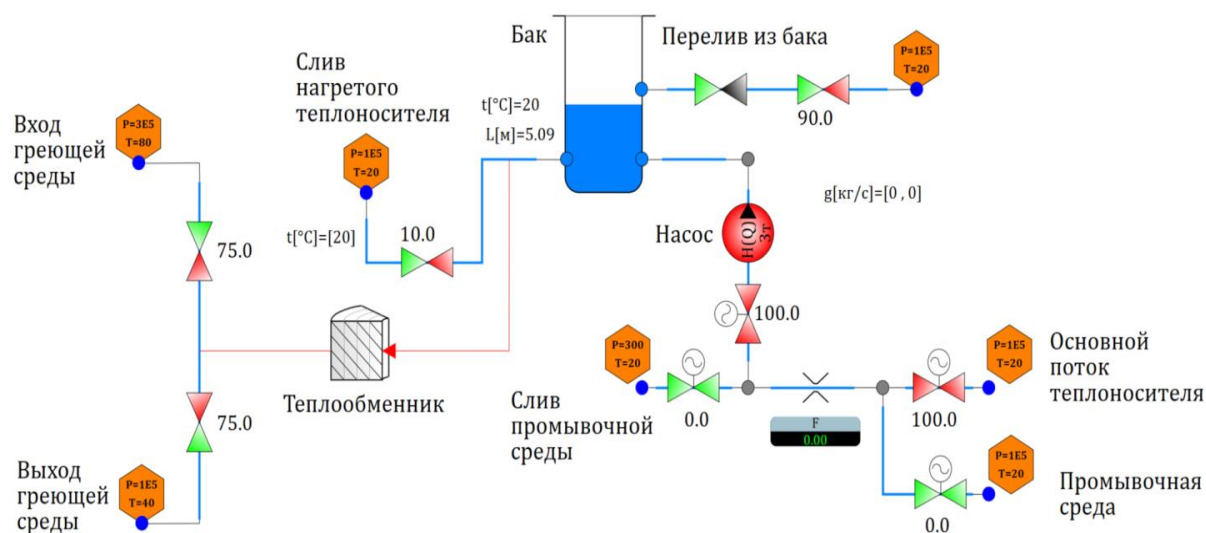 Бак
Перелив из бака
P=1E5
T=20
90.0
Слив
нагретого
теплоносителя
t[°C]=20
L[м]=5.09
Вход
греющей
среды
P=3E5
T=80
P=1E5
T=20
t[°C]=[20]
10.0
75.0
Насос
H(Q)
3т
g[кг/с]=[0 , 0]
100.0
Теплообменник
P=300
T=20
Слив
промывочной
среды
0.0
F
0.00
P=1E5
T=20
100.0
Основной
поток
теплоносителя
75.0
Выход
греющей
среды
P=1E5
T=40
P=1E5
T=20
0.0
Промывочная
среда